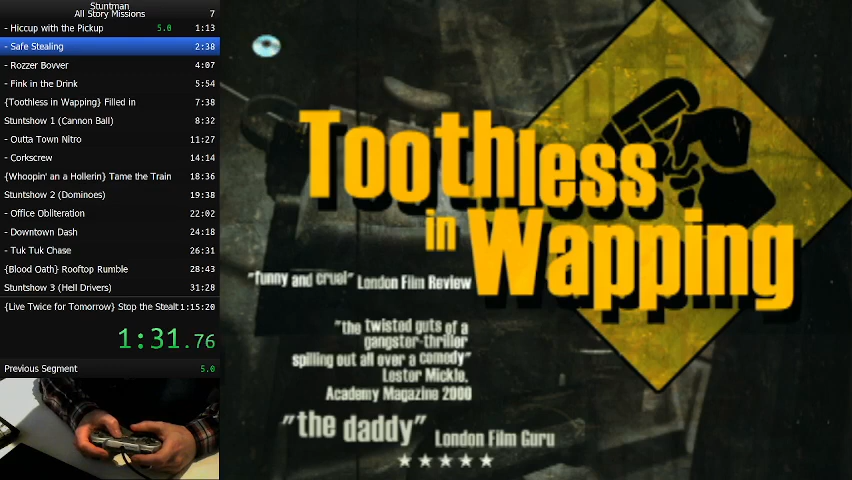 Stuntman
All Story Missions 7
- Hiccup with the Pickup 5.0 1:13
- Safe Stealing 2:38
- Rozzer Bovver 4:07
- Fink in the Drink 5:54
{Toothless in Wapping} Filled in 7:38
Stuntshow 1 (Cannon Ball) 8:32
- Outta Town Nitro 11:27
- Corkscrew 14:14
{Whoopin' an a Hollerin} Tame the Train 18:36
Stuntshow 2 (Dominoes) 19:38
- Office Obliteration 22:02
- Downtown Dash 24:18
- Tuk Tuk Chase 26:31
{Blood Oath} Rooftop Rumble 28:43
Stuntshow 3 (Hell Drivers) 31:28
{Live Twice for Tomorrow} Stop the Stealt 1:15:20
1:31.76
Previous Segment 5.0
Toothless
in
Wapping
"funny and cruel" London Film Review
"the twisted guts of a
gangster-thriller
spilling out all over a comedy"
Lester Mickle,
Academy Magazine 2000
"the daddy" London Film Guru